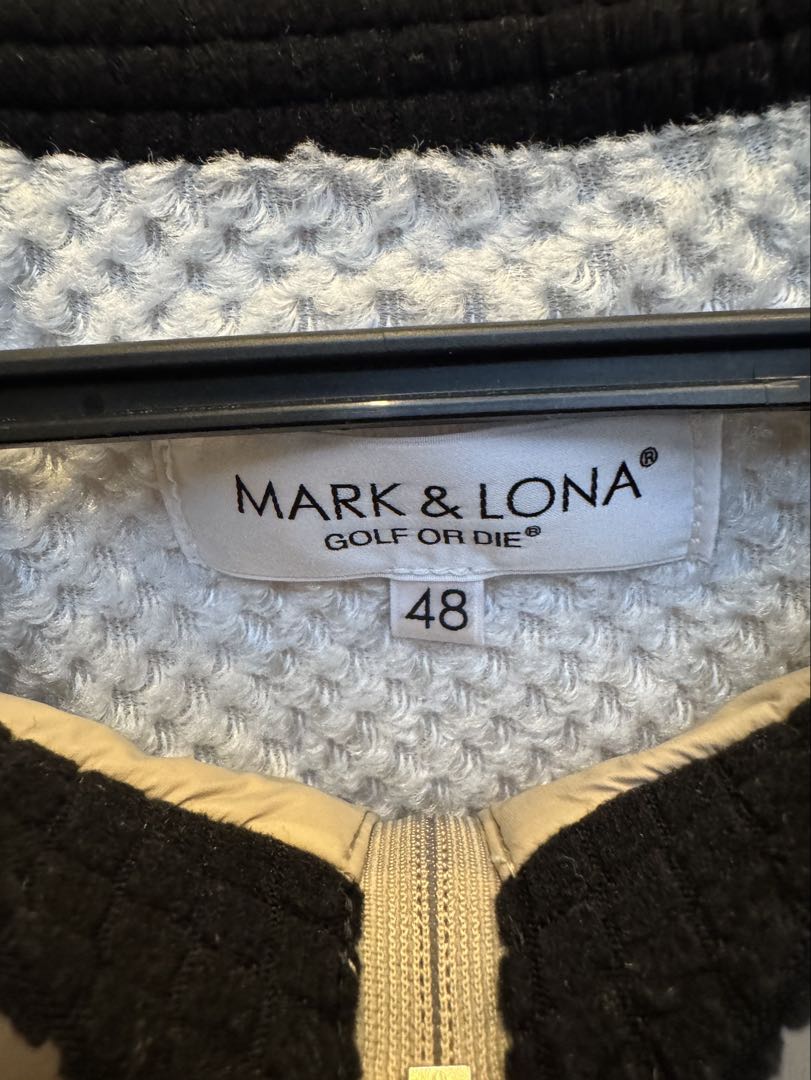 MARK & LONA®
GOLF OR DIE®
48